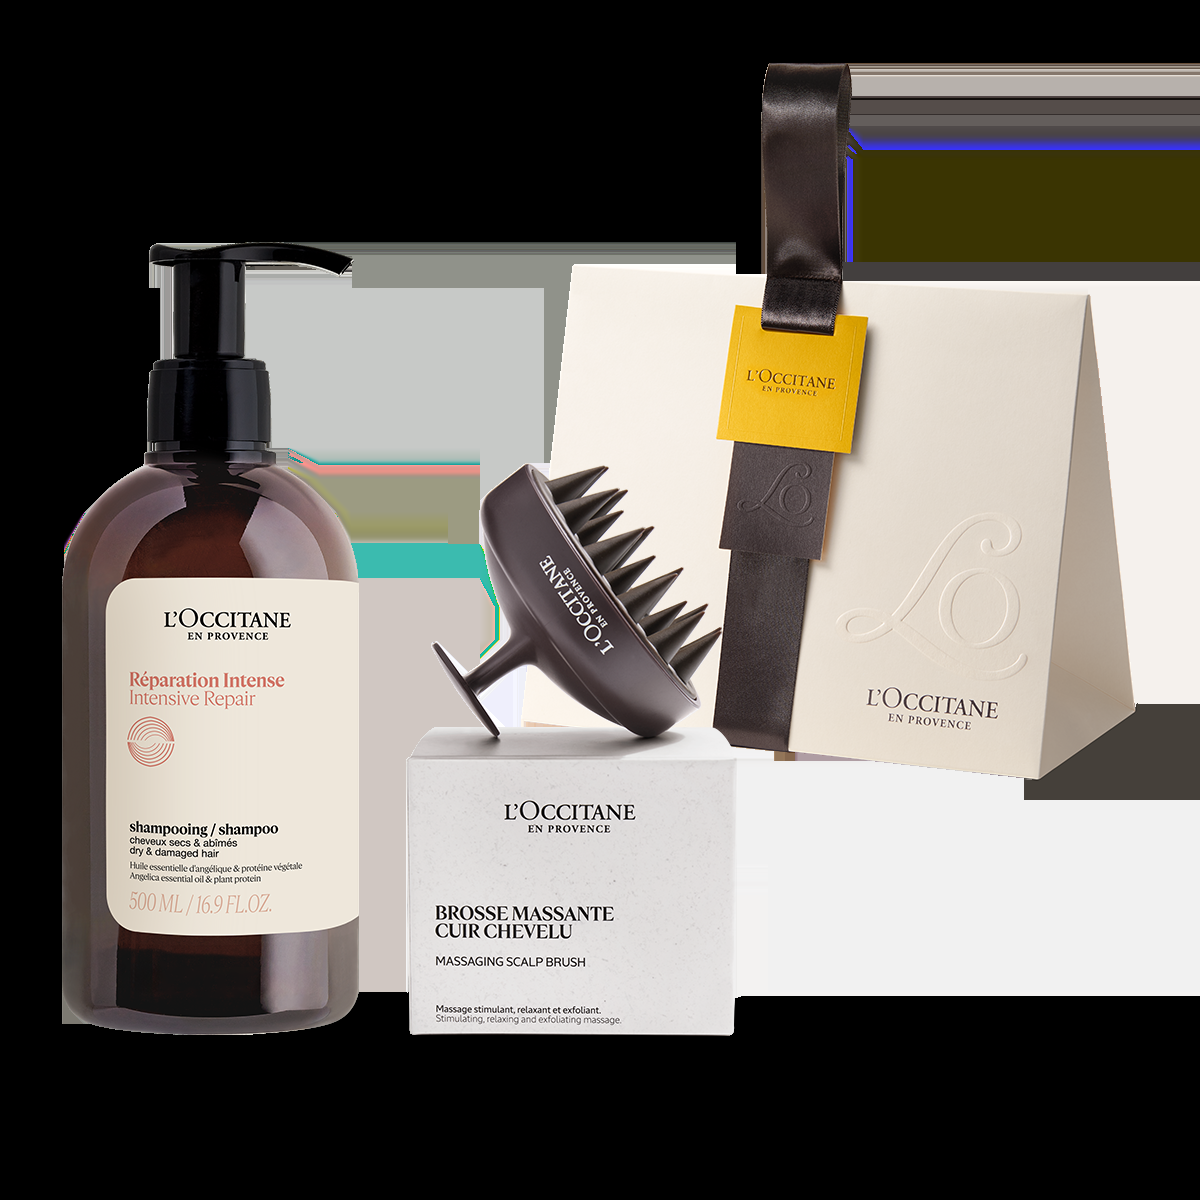 L'OCCITANE
EN PROVENCE
Réparation Intense
Intensive Repair
shampooing / shampoo
cheveux secs & abîmés
dry & damaged hair
Huile essentielle d'angélique & protéine végétale
Angelica essential oil & plant protein
500 ML / 16.9 FL.OZ.
L'OCCITANE
EN PROVENCE
L'OCCITANE
EN PROVENCE
BROSSE MASSANTE
CUIR CHEVELU
MASSAGING SCALP BRUSH
Massage stimulant, relaxant et exfoliant.
Stimulating, relaxing and exfoliating massage.
L'OCCITANE
EN PROVENCE
LO
LO
L'OCCITANE
EN PROVENCE